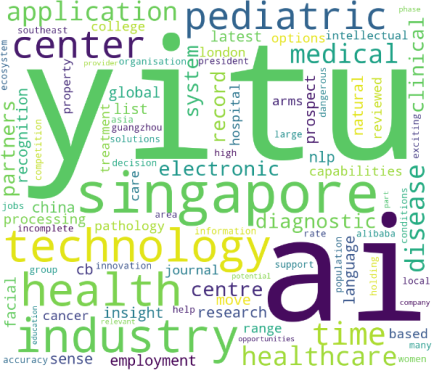 application pediatric
college latest options intellectual phase
southeast london
ecosystem center medical
organisation president
provider dangerous
property global system hospital arms prospect natural reviewed clinical exciting
partners recognition list record
competition asia guangzhou large
treatment solutions high nlp capabilities
decision care electronic
yitu
singapore disease
jobs china area part
processing pathology diagnostic conditions
incomplete information rate alibaba
technology ai
group innovation journal support population language holding local
cb potential company
health centre move
facial education help
cancer insight research range based
relevant opportunities many
industry time
accuracy sense employment healthcare women